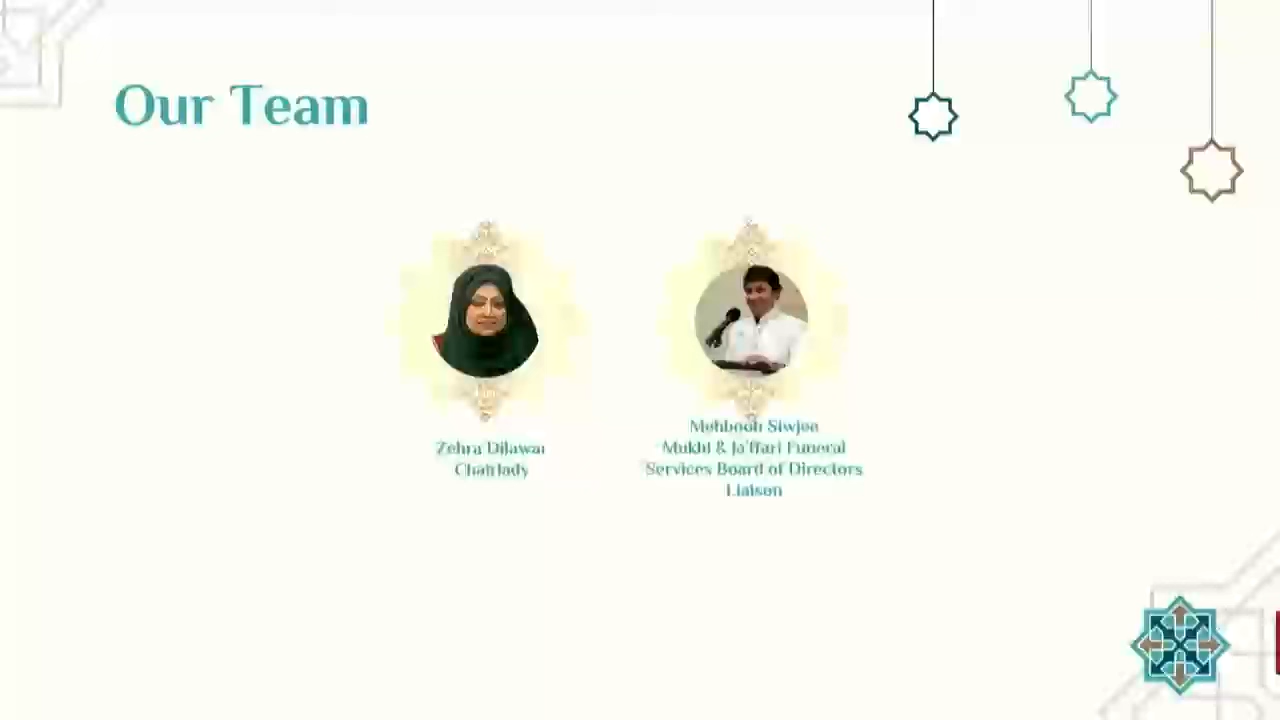 Our Team
Zehra Dilawar
Chairlady
Mehboob Siwjee
Mukhi & Ja'ffari Funeral
Services Board of Directors
Liaison